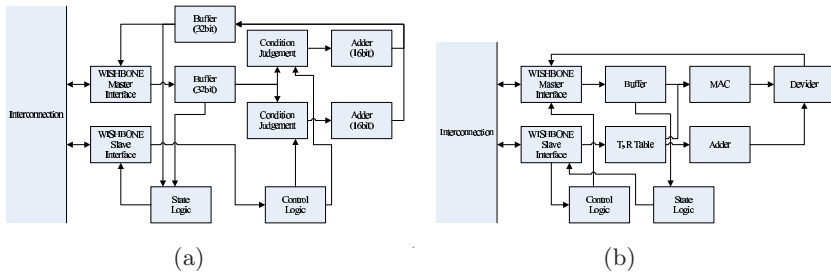 Interconnection
WISHBONE
Master
Interface
WISHBONE
Slave
Interface
Buffer
(32bit)
Buffer
(32bit)
Condition
Judgement
Adder
(16bit)
Condition
Judgement
Adder
(16bit)
State
Logic
Control
Logic
(a)
Interconnection
WISHBONE
Master
Interface
Buffer
MAC
Devider
WISHBONE
Slave
Interface
T, R Table
Adder
Control
Logic
State
Logic
(b)